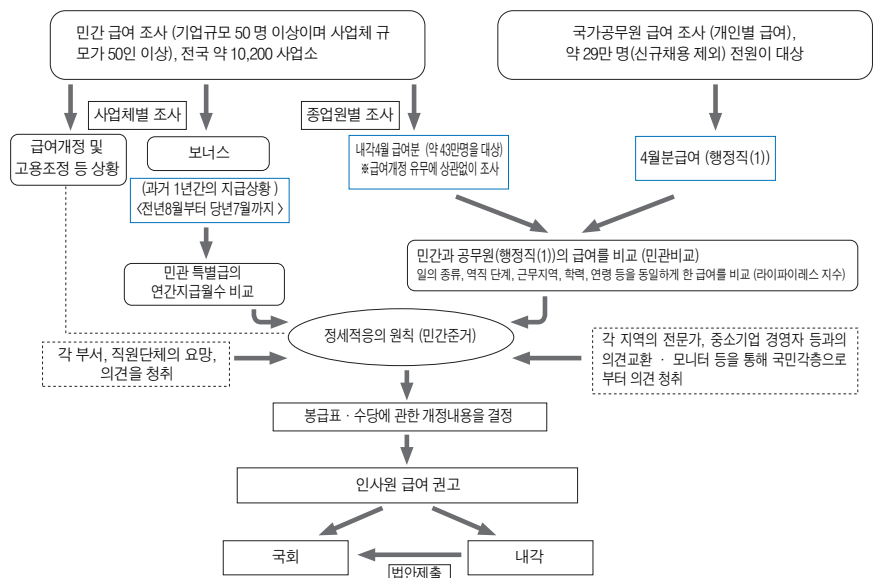 민간 급여 조사 (기업규모 50 명 이상이며 사업체 규
모가 50인 이상), 전국 약 10,200 사업소
국가공무원 급여 조사 (개인별 급여),
약 29만 명(신규채용 제외) 전원이 대상
사업체별 조사
종업원별 조사
급여개정 및
고용조정 등 상황
보너스
(과거 1년간의 지급상황 )
〈전년8월부터 당년7월까지 〉
내각4월 급여분 (약 43만명을 대상)
※급여개정 유무에 상관없이 조사
4월분급여 (행정직(1))
민관 특별급의
연간지급월수 비교
민간과 공무원(행정직(1))의 급여를 비교 (민관비교)
일의 종류, 역직 단계, 근무지역, 학력, 연령 등을 동일하게 한 급여를 비교 (라이파이레스 지수)
정세적응의 원칙 (민간준거)
각 부서, 직원단체의 요망,
의견을 청취
각 지역의 전문가, 중소기업 경영자 등과의
의견교환 · 모니터 등을 통해 국민각층으로
부터 의견 청취
봉급표 · 수당에 관한 개정내용을 결정
인사원 급여 권고
국회
내각
법안제출